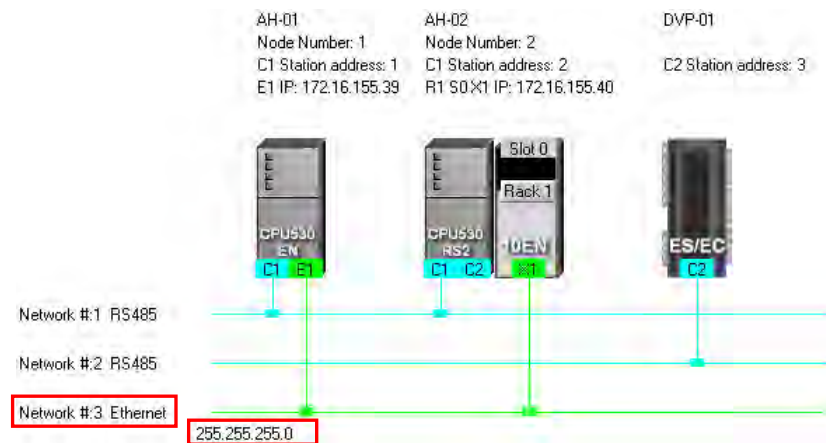 AH-01
Node Number: 1
C1 Station address: 1
E1 IP: 172.16.155.39
AH-02
Node Number: 2
C1 Station address: 2
R1 S0 X1 IP: 172.16.155.40
DVP-01
C2 Station address: 3
CPU530
EN
C1 E1
CPU530
RS2
C1 C2
Slot 0
Rack 1
10EN
X1
ES/EC
C2
Network #:1 RS485
Network #:2 RS485
Network #:3 Ethernet
255.255.255.0